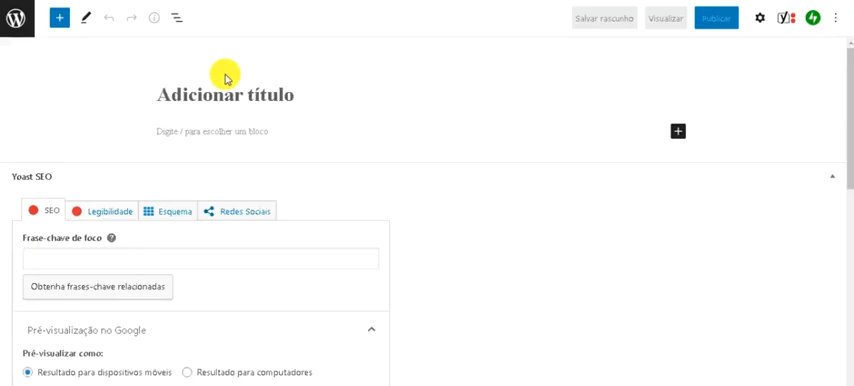 Salvar rascunho Visualizar Publicar
Adicionar título
Digite / para escolher um bloco
Yoast SEO
SEO Legibilidade Esquema Redes Sociais
Frase-chave de foco
Obtenha frases-chave relacionadas
Pré-visualização no Google
Pré-visualizar como:
Resultado para dispositivos móveis Resultado para computadores